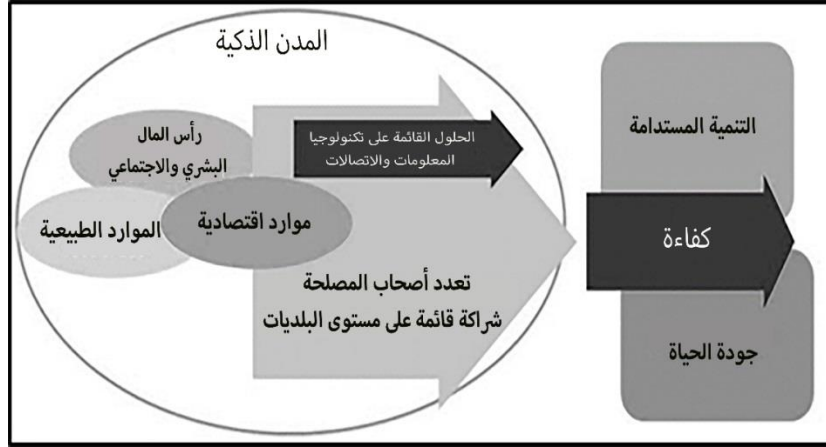 المدن الذكية
رأس المال
البشري والاجتماعي
الموارد الطبيعية
موارد اقتصادية
الحلول القائمة على تكنولوجيا
المعلومات والاتصالات
تعدد أصحاب المصلحة
شراكة قائمة على مستوى البلديات
التنمية المستدامة
كفاءة
جودة الحياة